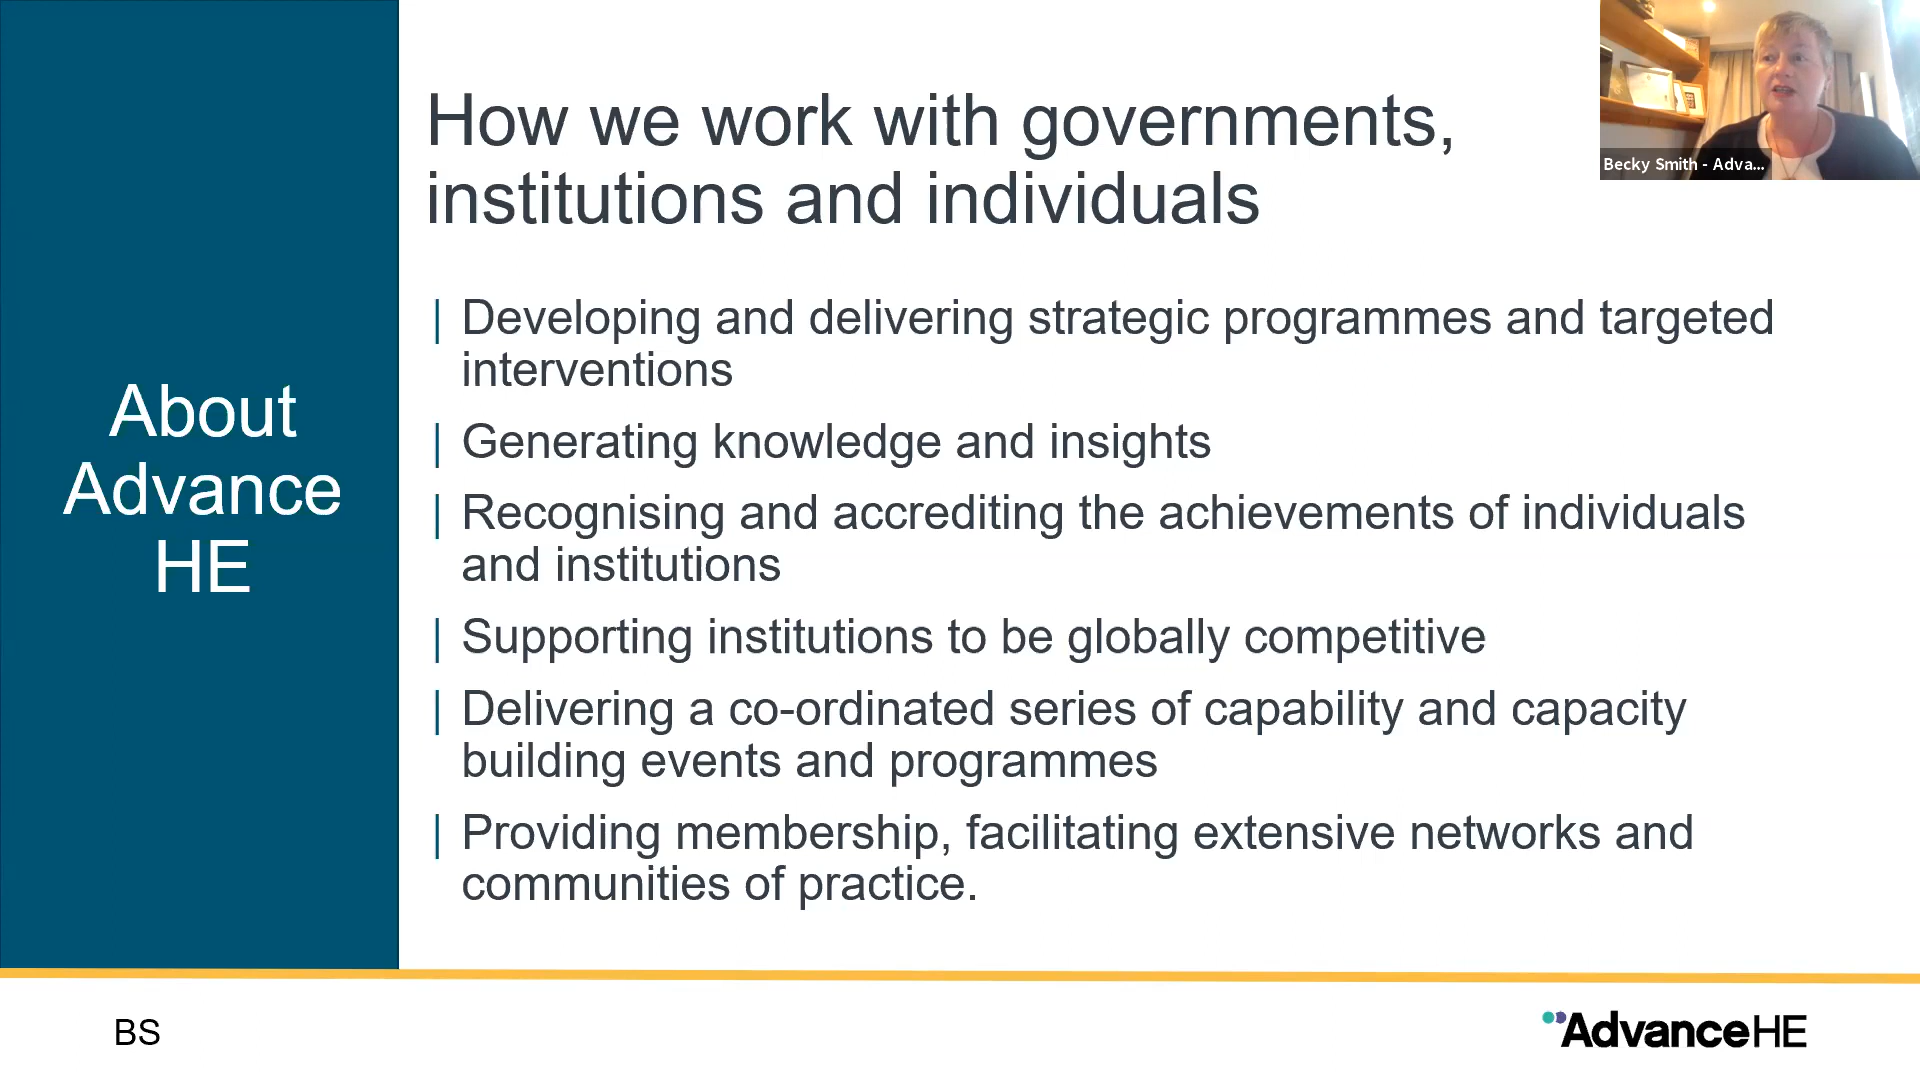 How we work with governments,
institutions and individuals
Becky Smith - Adva...
About
Advance
HE
| Developing and delivering strategic programmes and targeted
interventions
| Generating knowledge and insights
| Recognising and accrediting the achievements of individuals
and institutions
| Supporting institutions to be globally competitive
| Delivering a co-ordinated series of capability and capacity
building events and programmes
| Providing membership, facilitating extensive networks and
communities of practice.
BS
AdvanceHE